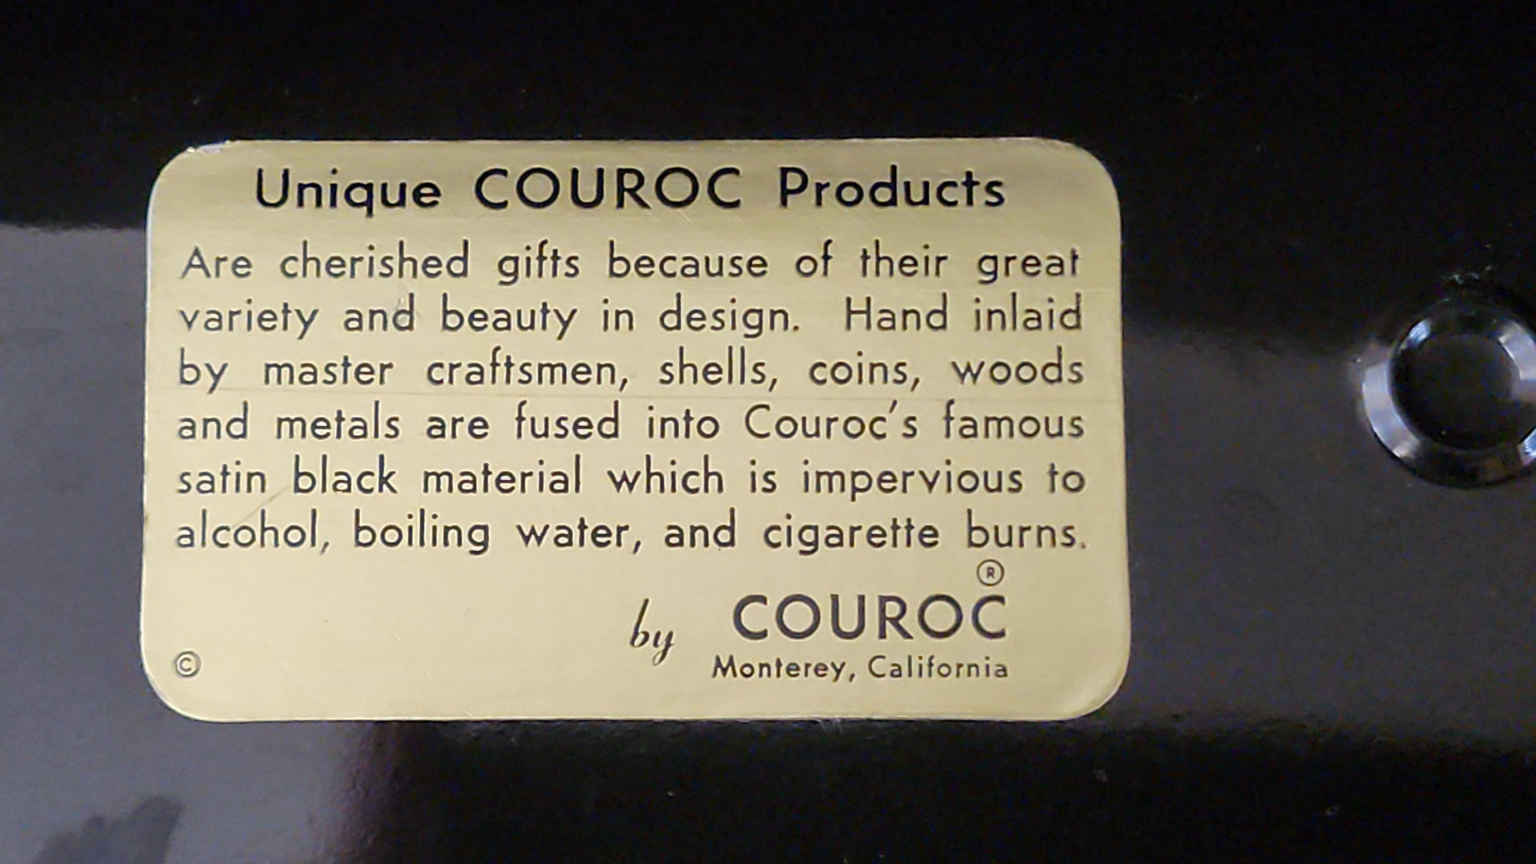 Unique COUROC Products
Are cherished gifts because of their great
variety and beauty in design. Hand inlaid
by master craftsmen, shells, coins, woods
and metals are fused into Couroc's famous
satin black material which is impervious to
alcohol, boiling water, and cigarette burns.
by COUROC®
© Monterey, California